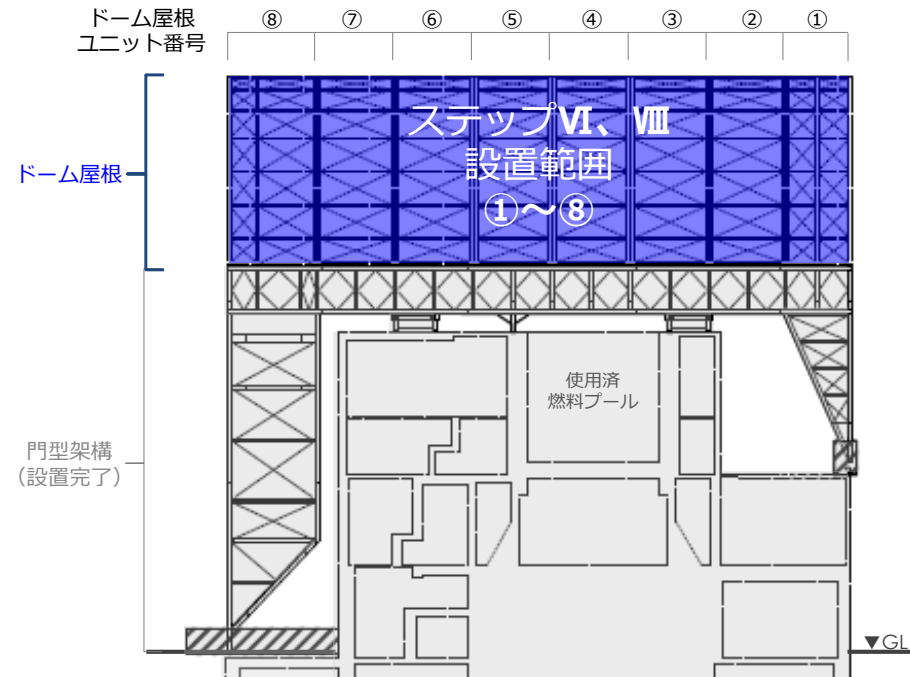 ドーム屋根
ユニット番号
⑧ ⑦ ⑥ ⑤ ④ ③ ② ①
ステップⅥ、Ⅷ
設置範囲
①～⑧
ドーム屋根
使用済
燃料プール
門型架構
（設置完了）
▼GL